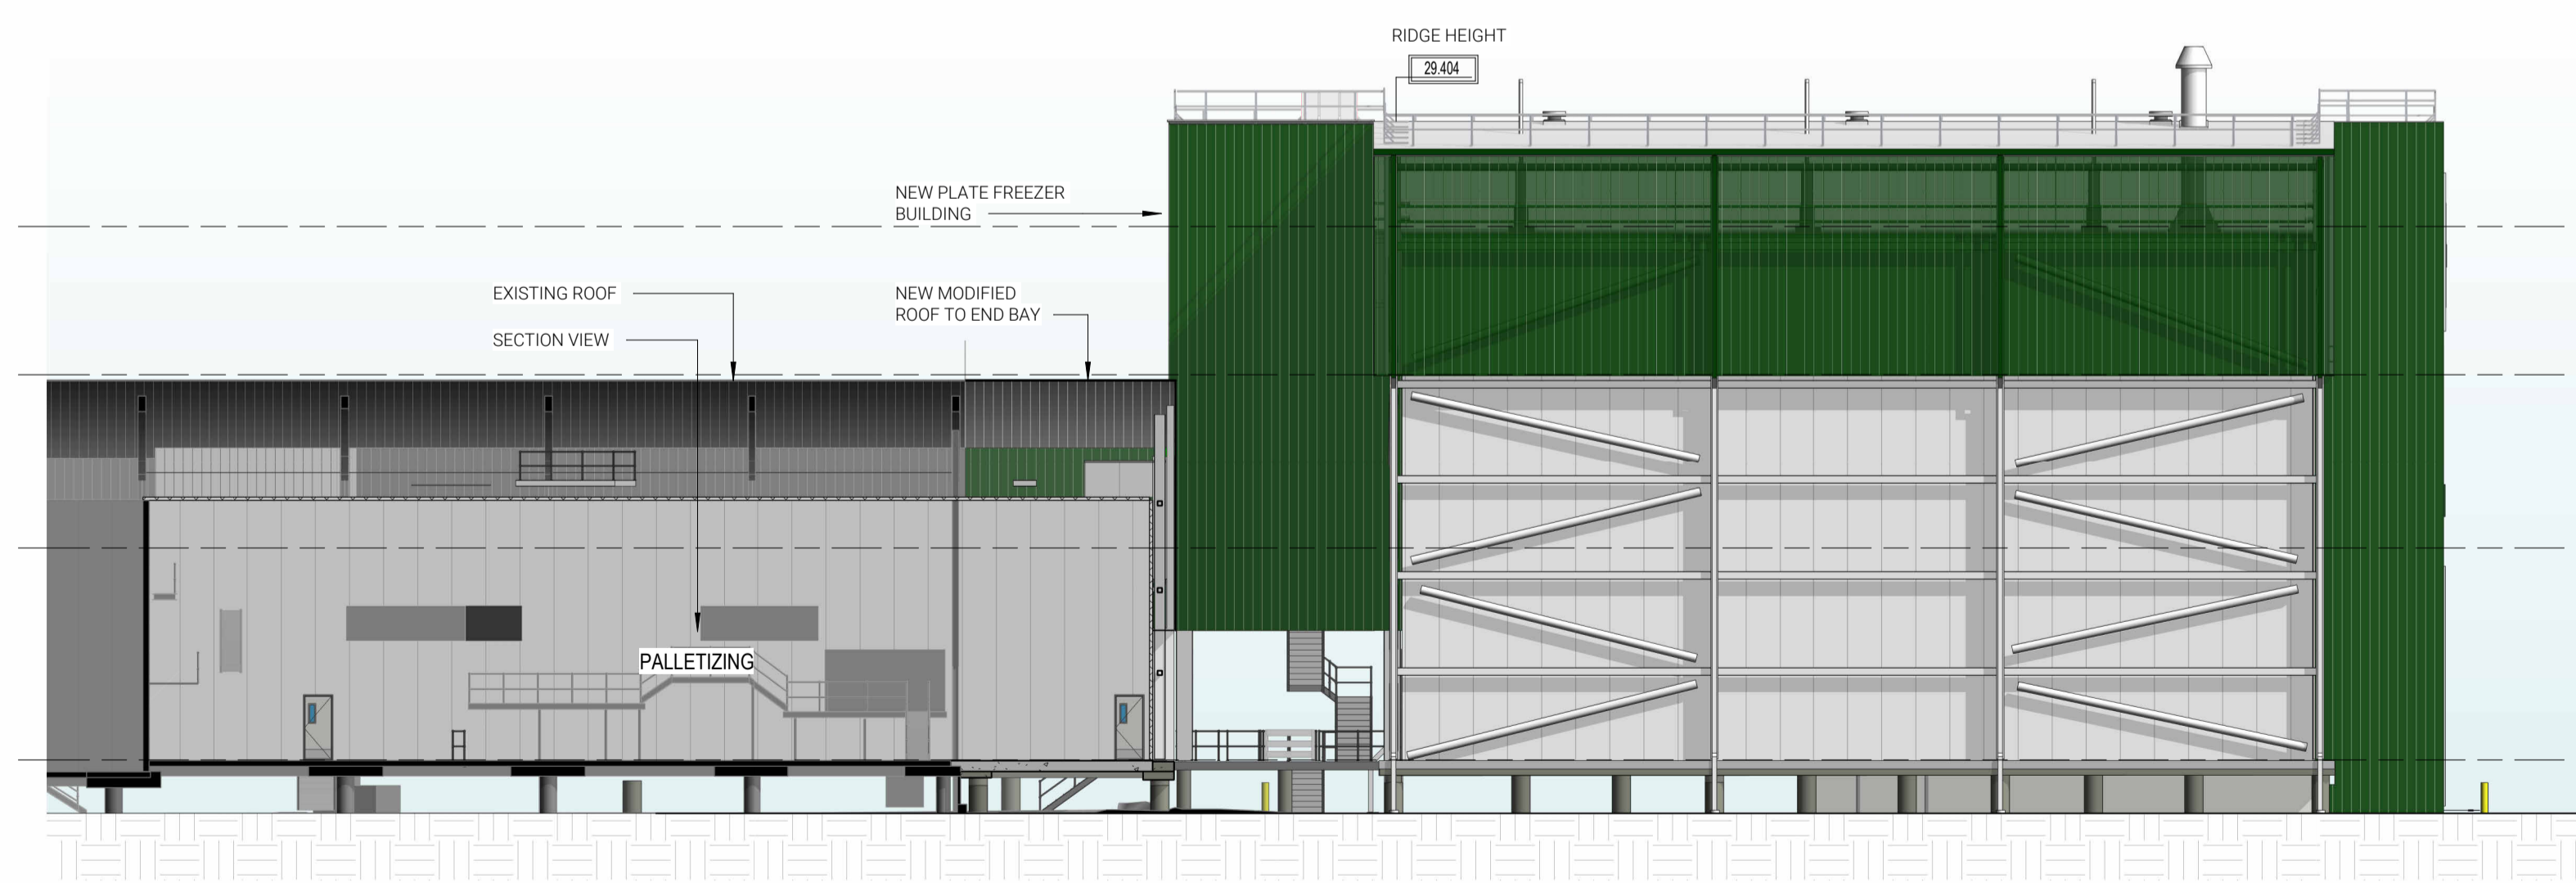 RIDGE HEIGHT
29.404
NEW PLATE FREEZER
BUILDING
EXISTING ROOF
NEW MODIFIED
ROOF TO END BAY
SECTION VIEW
PALLETIZING